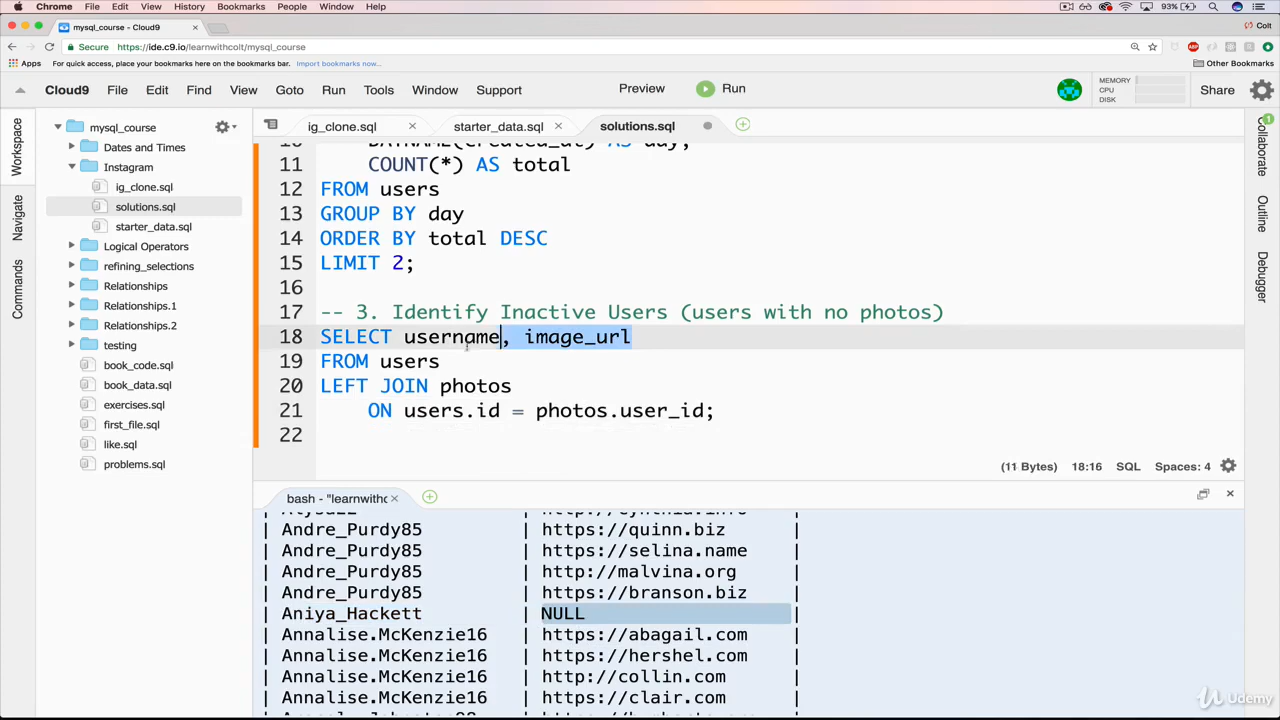 Chrome File Edit View History Bookmarks People Window Help 93%
mysql_course - Cloud9 × Colt
Secure https://ide.c9.io/learnwithcolt/mysql_course
Apps For quick access, place your bookmarks here on the bookmarks bar. Import bookmarks now... Other Bookmarks
Cloud9 File Edit Find View Goto Run Tools Window Support Preview Run MEMORY CPU DISK Share
Workspace
Navigate
Commands
mysql_course
Dates and Times
Instagram
ig_clone.sql
solutions.sql
starter_data.sql
Logical Operators
refining_selections
Relationships
Relationships.1
Relationships.2
testing
book_code.sql
book_data.sql
exercises.sql
first_file.sql
like.sql
problems.sql
ig_clone.sql × starter_data.sql × solutions.sql
10 DAYNAME(created_at) AS day,
11 COUNT(*) AS total
12 FROM users
13 GROUP BY day
14 ORDER BY total DESC
15 LIMIT 2;
16
17 -- 3. Identify Inactive Users (users with no photos)
18 SELECT username, image_url
19 FROM users
20 LEFT JOIN photos
21 ON users.id = photos.user_id;
22
(11 Bytes) 18:16 SQL Spaces: 4
Collaborate 1
Outline
Debugger
bash - "learnwithc ×
| Andre_Purdy85 | https://quinn.biz |
| Andre_Purdy85 | https://selina.name |
| Andre_Purdy85 | http://malvina.org |
| Andre_Purdy85 | https://branson.biz |
| Aniya_Hackett | NULL |
| Annalise.McKenzie16 | https://abagail.com |
| Annalise.McKenzie16 | https://hershel.com |
| Annalise.McKenzie16 | http://collin.com |
| Annalise.McKenzie16 | https://clair.com |
Udemy